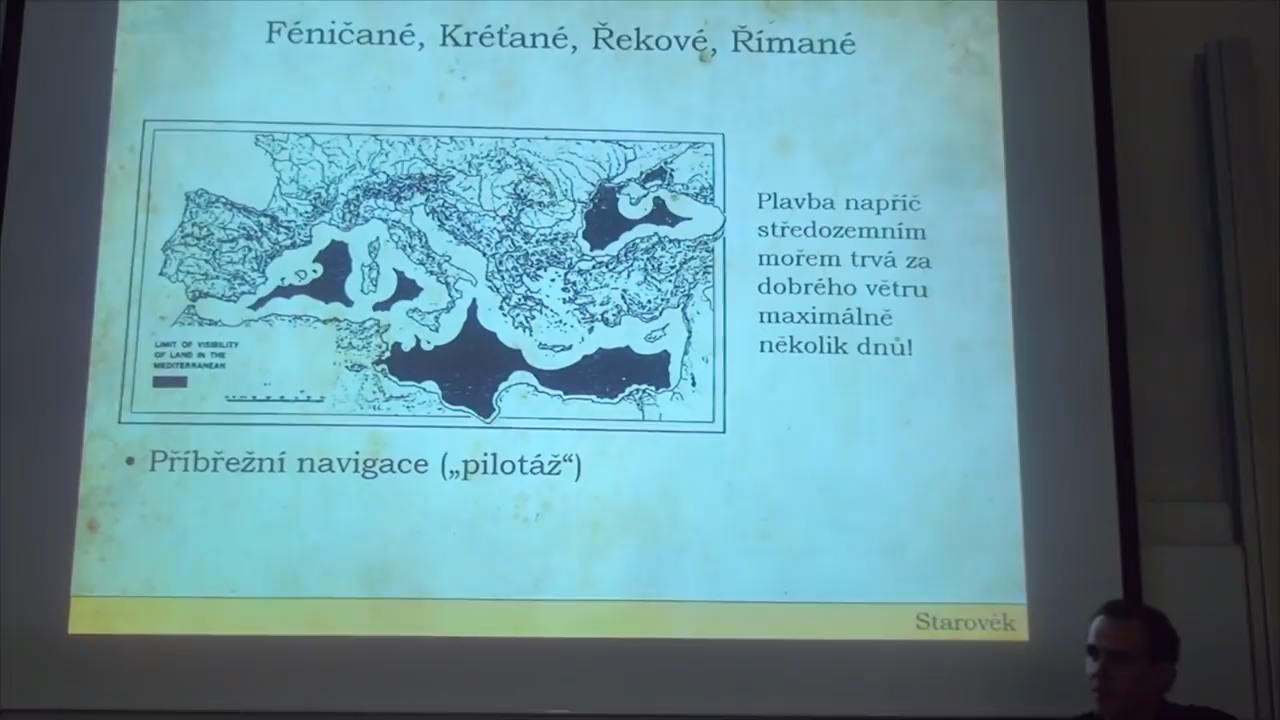 Féničané, Kréťané, Řekové, Římané
LIMIT OF VISIBILITY
OF LAND IN THE
MEDITERRANEAN
Plavba napříč
středozemním
mořem trvá za
dobrého větru
maximálně
několik dnů!
• Příbřežní navigace („pilotáž“)
Starověk